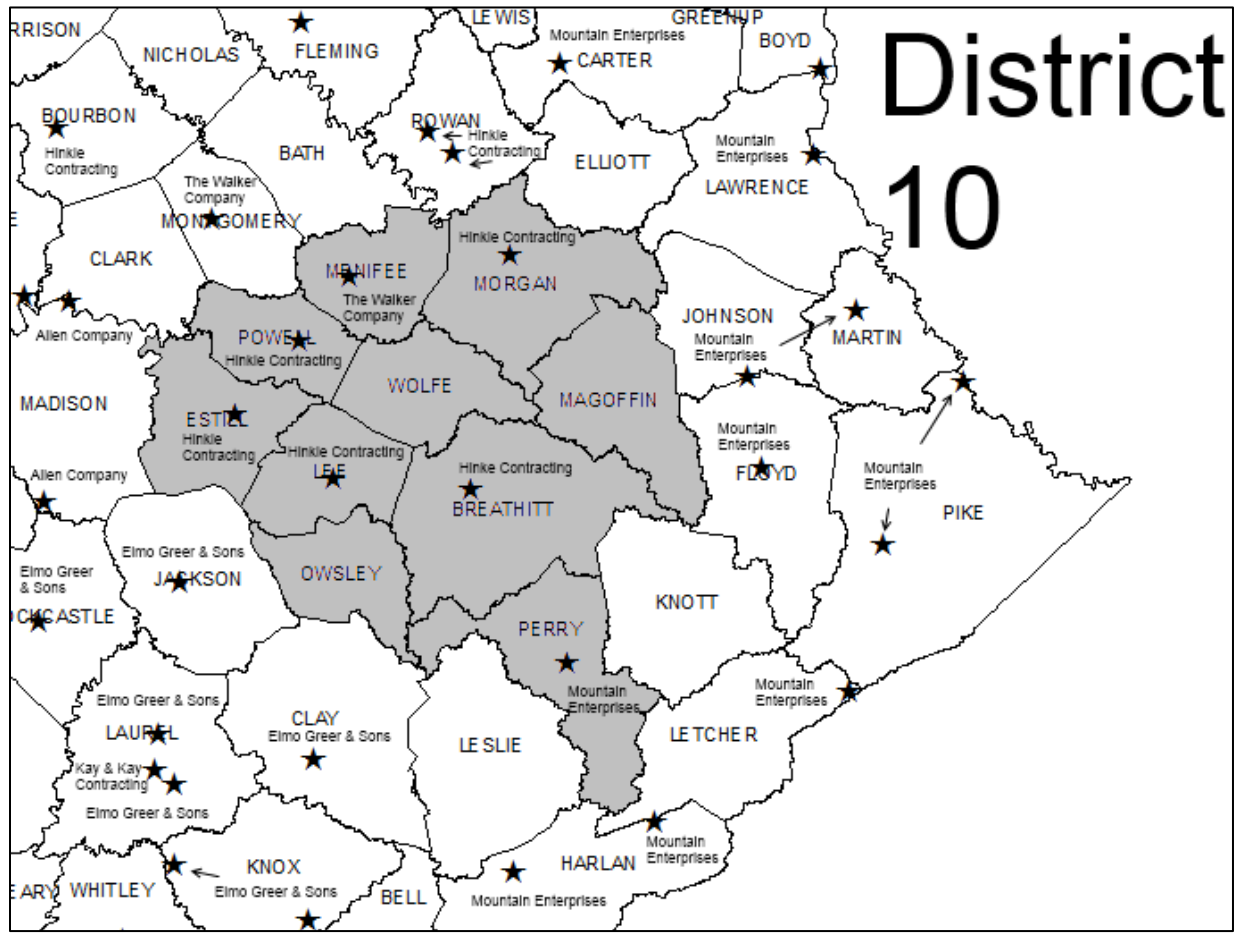 District
10
RRISON
NICHOLAS
FLEMING
LEWIS
GREENUP
Mountain Enterprises
CARTER
BOYD
BOURBON
Hinkle
Contracting
BATH
ROWAN
Hinkle
Contracting
ELLIOTT
Mountain
Enterprises
LAWRENCE
The Walker
Company
MONTGOMERY
E
CLARK
MENIFEE
The Walker
Company
Hinkle Contracting
MORGAN
Allen Company
POWELL
Hinkle Contracting
JOHNSON
Mountain
Enterprises
MARTIN
MADISON
ESTILL
Hinkle
Contracting
WOLFE
MAGOFFIN
Allen Company
Hinkle Contracting
LEE
Hinke Contracting
BREATHITT
Mountain
Enterprises
FLOYD
Mountain
Enterprises
PIKE
Elmo Greer
& Sons
OCKCASTLE
Elmo Greer & Sons
JACKSON
OWSLEY
PERRY
Mountain
Enterprises
KNOTT
Elmo Greer & Sons
LAUREL
Kay & Kay
Contracting
Elmo Greer & Sons
CLAY
Elmo Greer & Sons
LESLIE
Mountain
Enterprises
LETCHER
EARY
WHITLEY
KNOX
Elmo Greer & Sons
BELL
HARLAN
Mountain Enterprises
Mountain
Enterprises